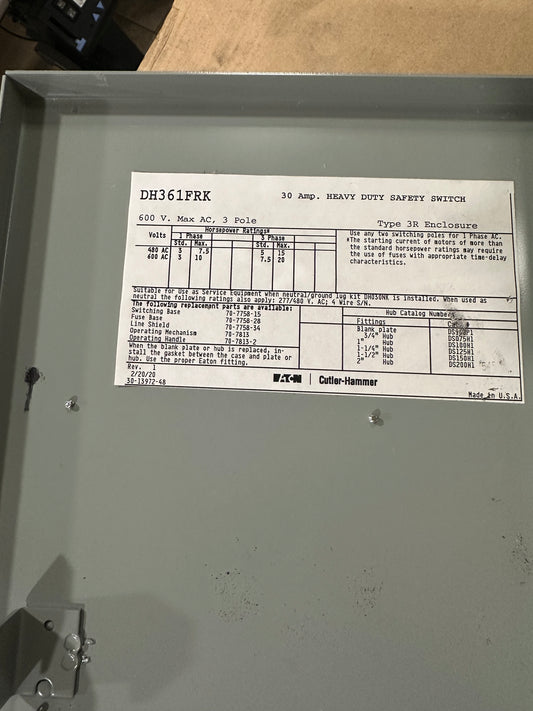 DH361FRK 30 Amp. HEAVY DUTY SAFETY SWITCH
600 V. Max AC, 3 Pole Type 3R Enclosure
Horsepower Ratings*
Volts 1 Phase 3 Phase
Std. Max. Std. Max.
480 AC 3 7.5 5 15
600 AC 3 10 7.5 20
Use any two switching poles for 1 Phase AC.
*The starting current of motors of more than
the standard horsepower ratings may require
the use of fuses with appropriate time-delay
characteristics.
Suitable for Use as Service Equipment when neutral/ground lug kit DH030NK is installed. When used as
neutral the following ratings also apply: 277/480 V. AC; 4 Wire S/N.
The following replacement parts are available:
Switching Base 70-7758-15
Fuse Base 70-7758-28
Line Shield 70-7758-34
Operating Mechanism 70-7813
Operating Handle 70-7813-2
When the blank plate or hub is replaced, in-
stall the gasket between the case and plate or
hub. Use the proper Eaton fitting.
Hub Catalog Numbers
Fittings
Blank plate
3/4" Hub DS075H1
1" Hub DS100H1
1-1/4" Hub DS125H1
1-1/2" Hub DS150H1
2" Hub DS200H1
Rev. 1
2/20/20
30-13972-48
EATON Cutler-Hammer
Made in U.S.A.